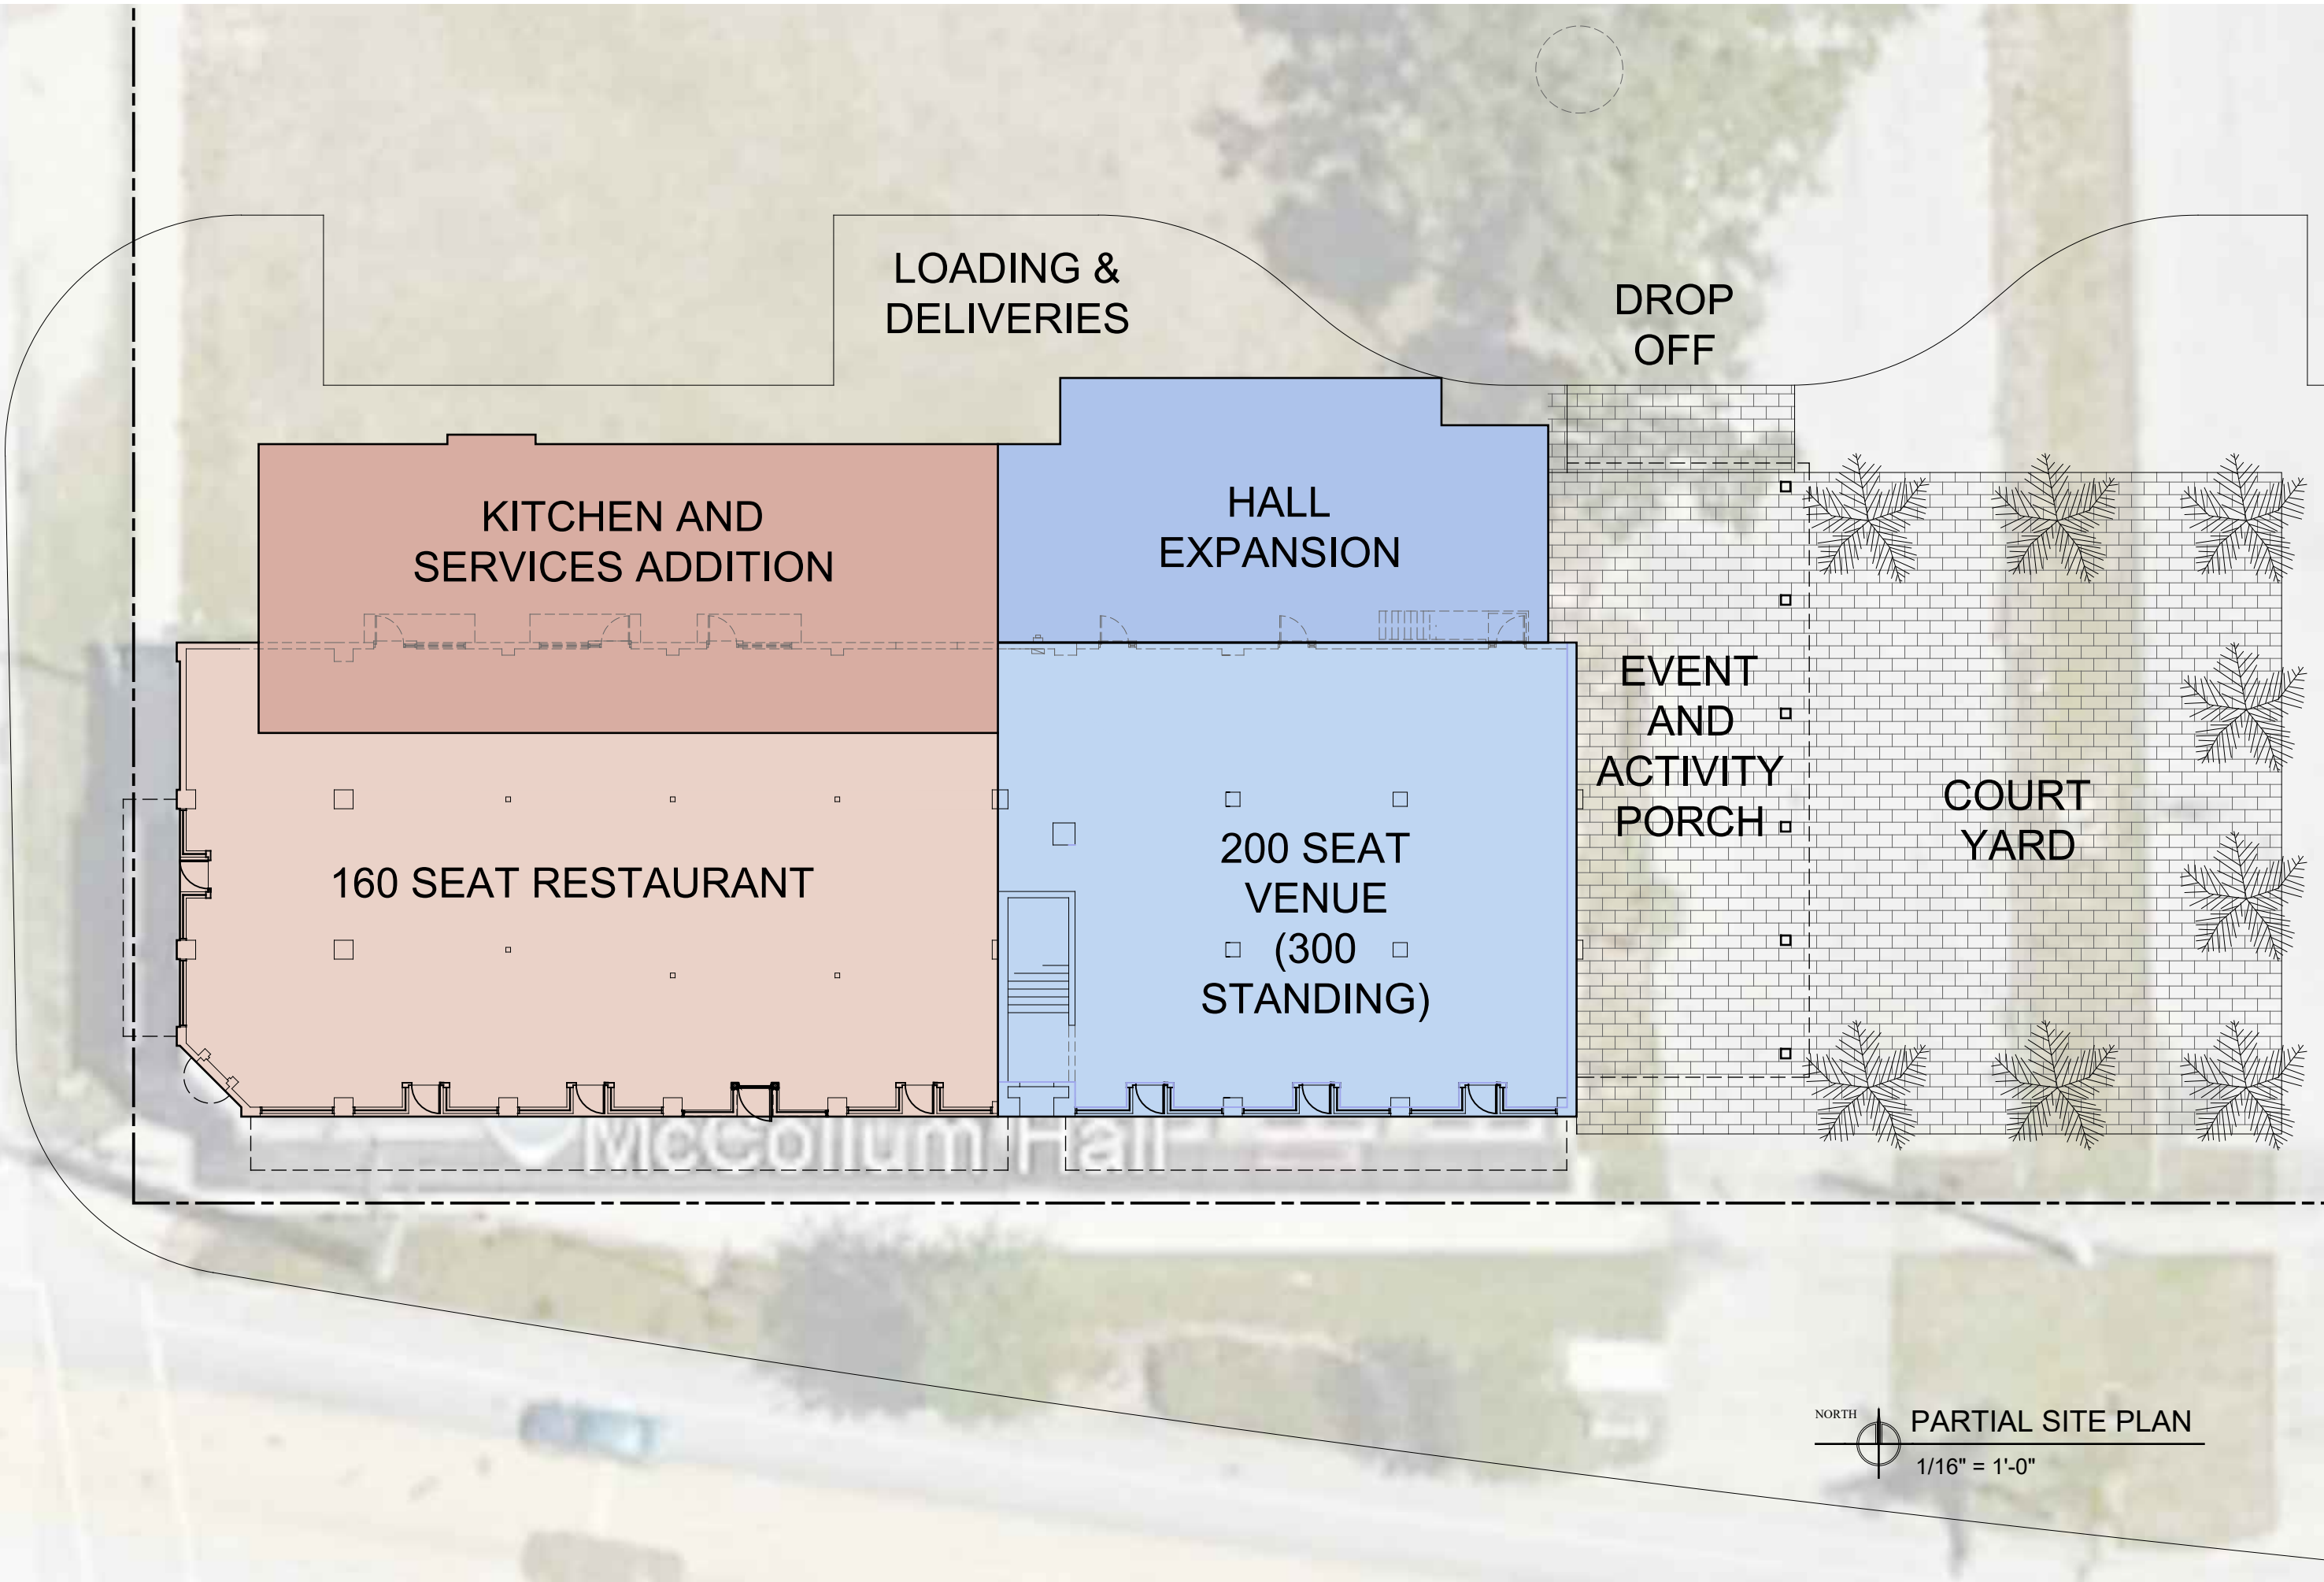 LOADING &
DELIVERIES
DROP
OFF
KITCHEN AND
SERVICES ADDITION
HALL
EXPANSION
EVENT
AND
ACTIVITY
PORCH
COURT
YARD
160 SEAT RESTAURANT
200 SEAT
VENUE
(300
STANDING)
McCollum Hall
NORTH
PARTIAL SITE PLAN
1/16" = 1'-0"